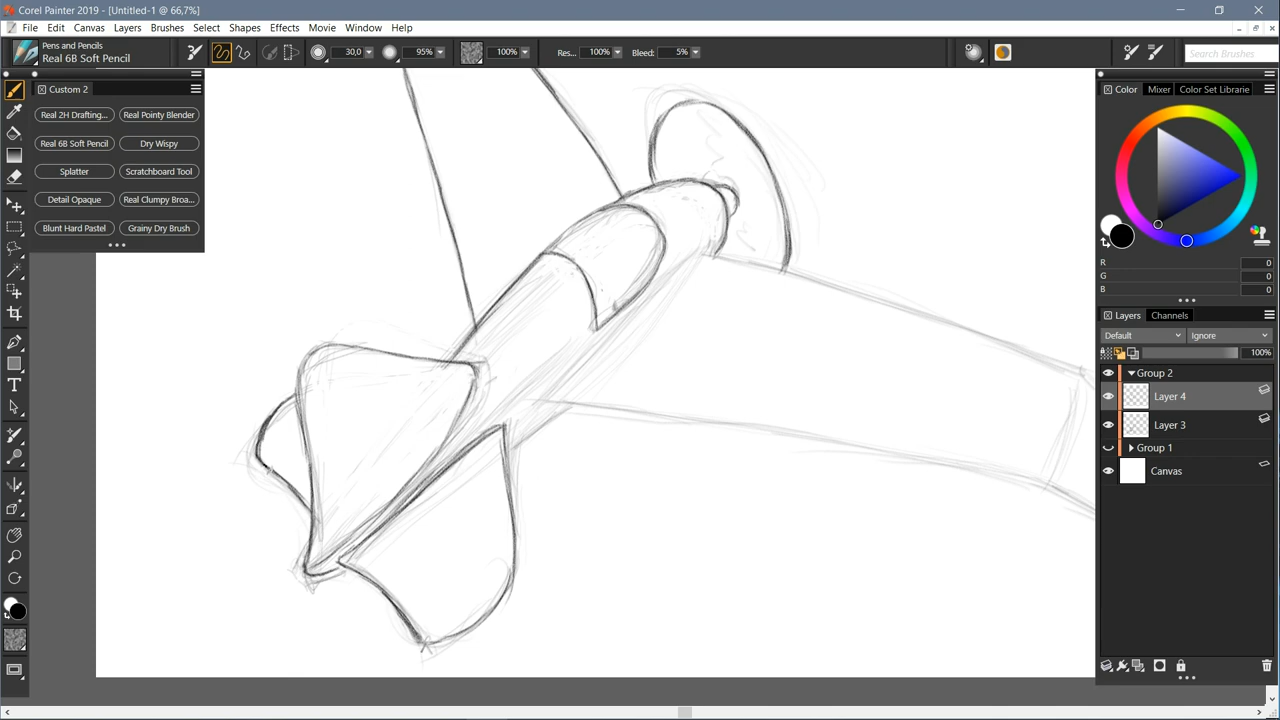 Corel Painter 2019 - [Untitled-1 @ 66,7%]
File Edit Canvas Layers Brushes Select Shapes Effects Movie Window Help
Pens and Pencils
Real 6B Soft Pencil
30,0 95% 100% Res... 100% Bleed: 5% Search Brushes
Custom 2
Real 2H Drafting... Real Pointy Blender
Real 6B Soft Pencil Dry Wispy
Splatter Scratchboard Tool
Detail Opaque Real Clumpy Broa...
Blunt Hard Pastel Grainy Dry Brush
Color Mixer Color Set Librarie
R 0
G 0
B 0
Layers Channels
Default Ignore
100%
Group 2
Layer 4
Layer 3
Group 1
Canvas